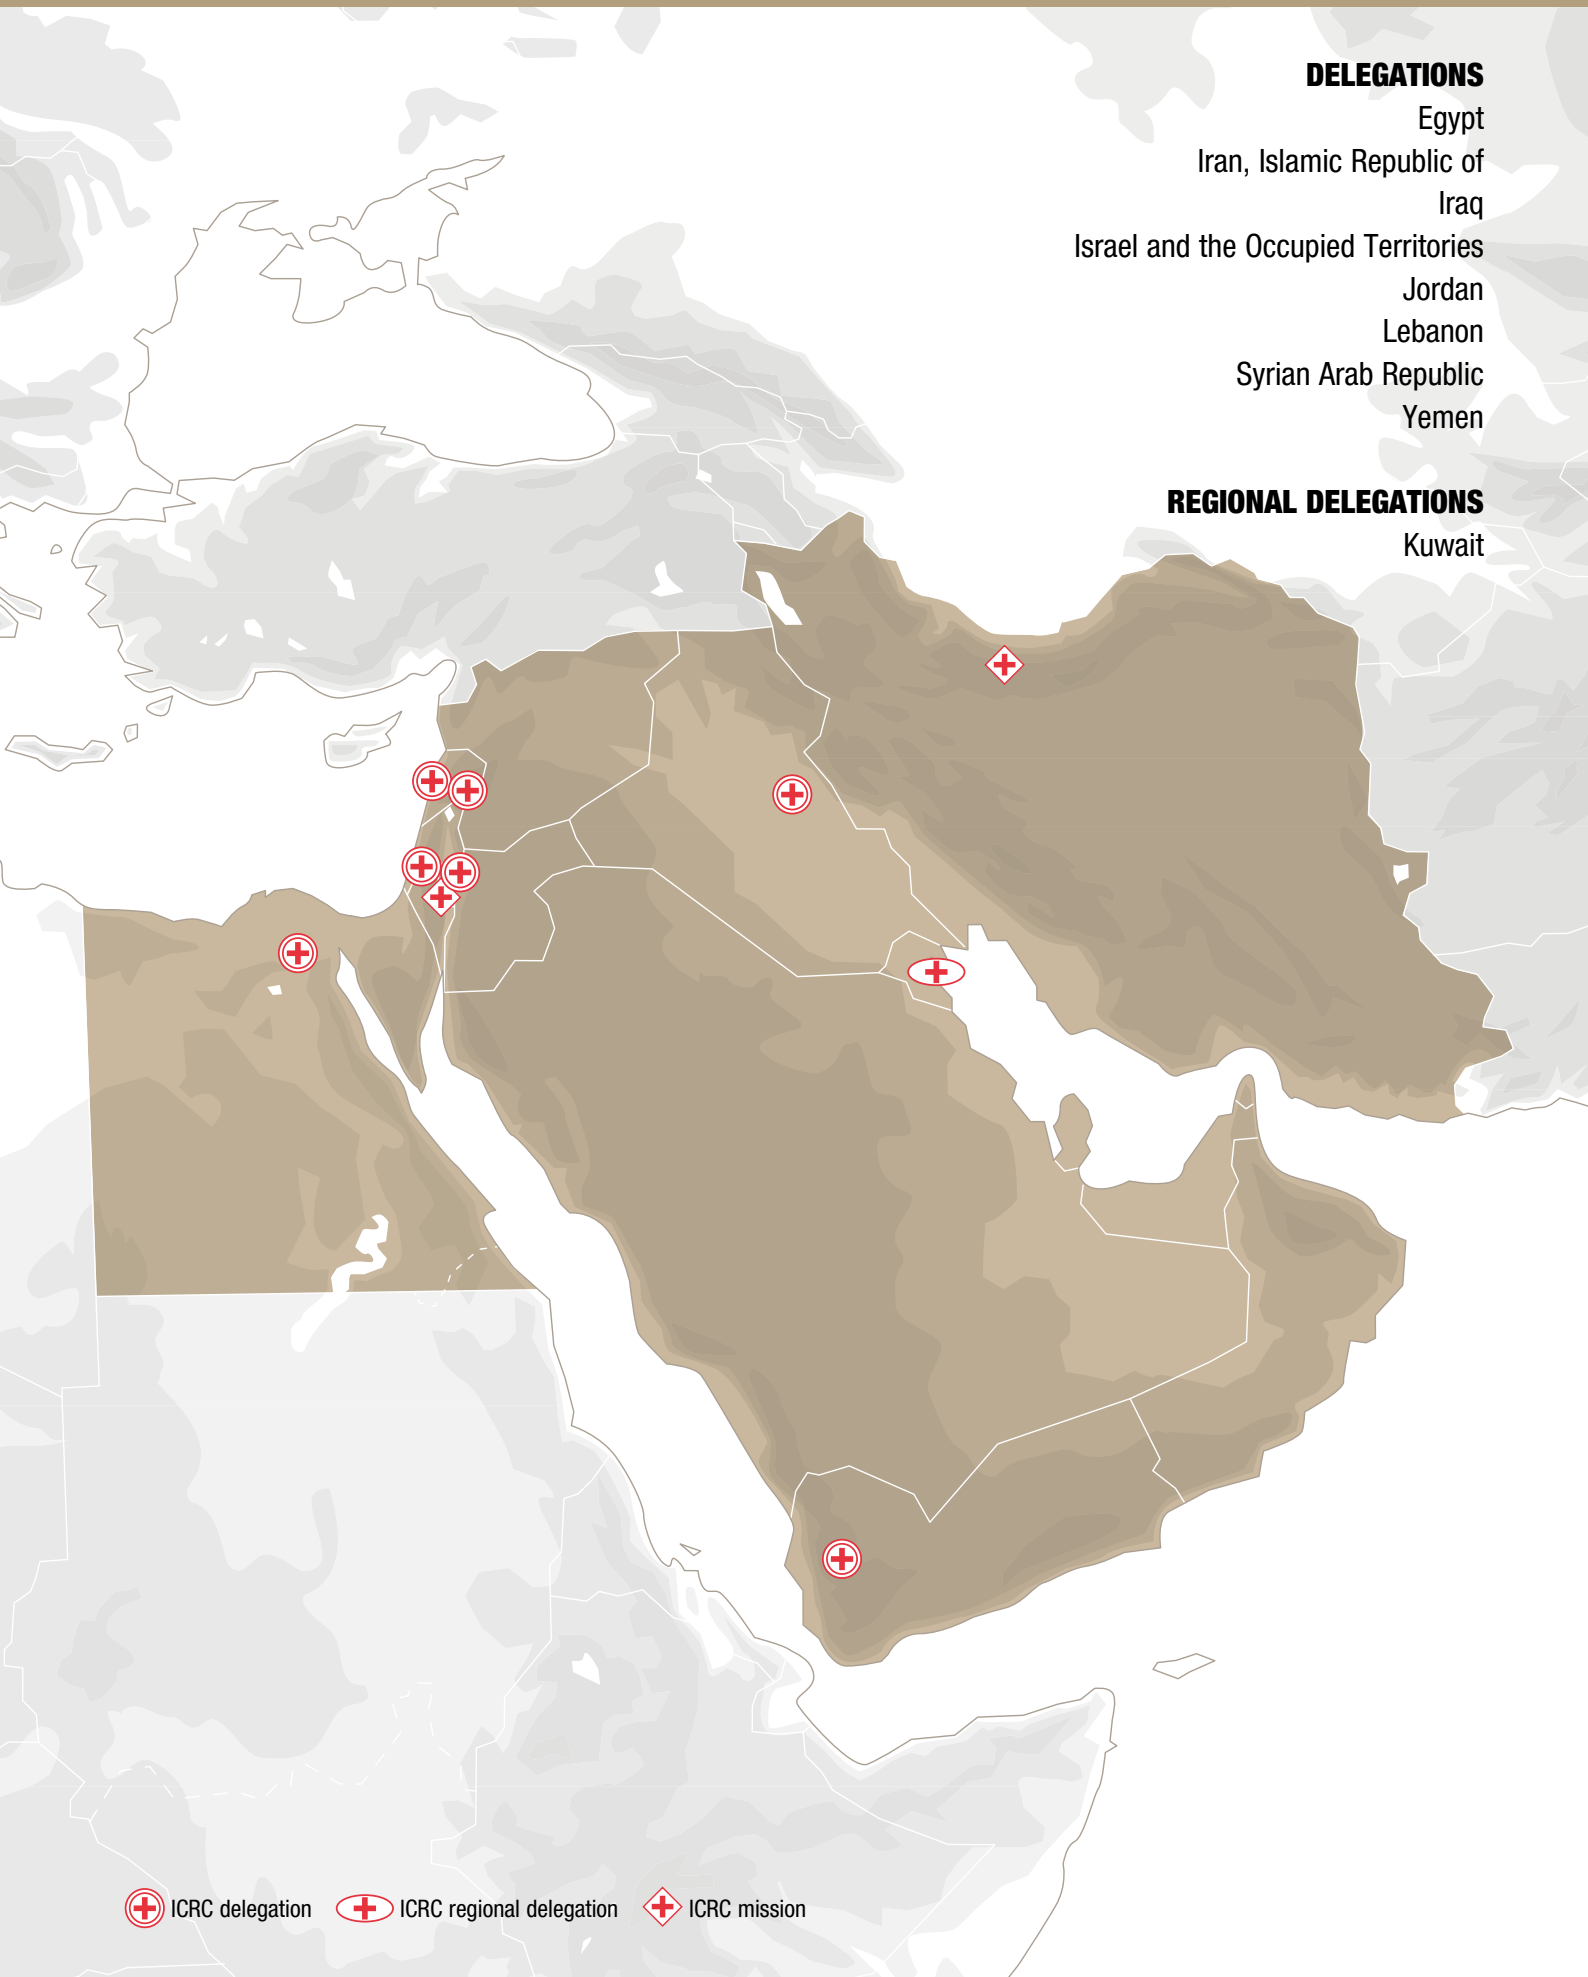 DELEGATIONS
Egypt
Iran, Islamic Republic of
Iraq
Israel and the Occupied Territories
Jordan
Lebanon
Syrian Arab Republic
Yemen
REGIONAL DELEGATIONS
Kuwait
ICRC delegation
ICRC regional delegation
ICRC mission